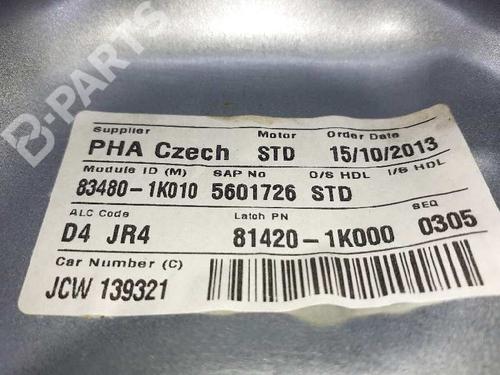 B-PARTS
Supplier Motor Order Date
PHA Czech STD 15/10/2013
Module ID (M) SAP No O/S HDL I/S HDL
83480-1K010 5601726 STD
ALC Code Latch PN SEQ
D4 JR4 81420-1K000 0305
Car Number (C)
JCW 139321